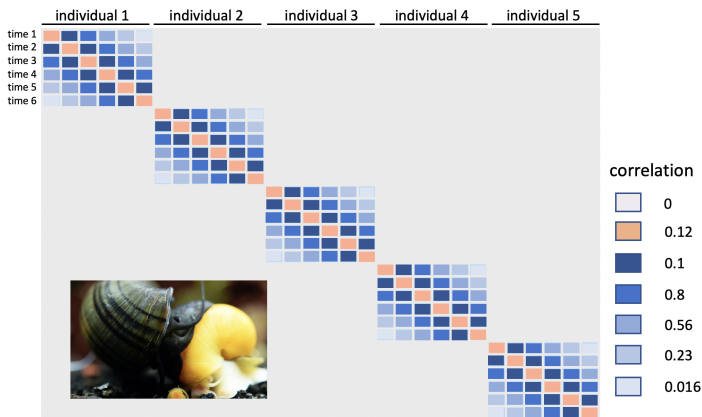 individual 1 individual 2 individual 3 individual 4 individual 5
time 1
time 2
time 3
time 4
time 5
time 6
correlation
0
0.12
0.1
0.8
0.56
0.23
0.016